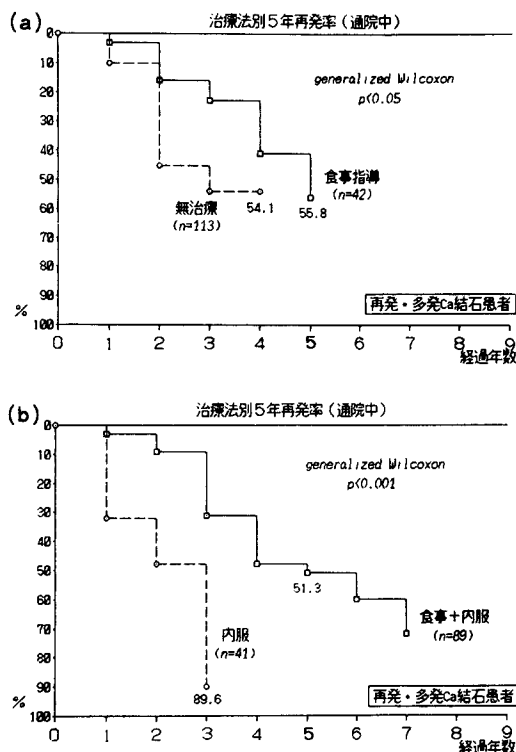 (a)
治療法別5年再発率(通院中)
0
10
20
30
40
50
60
70
80
90
100
%
generalized Wilcoxon
p<0.05
食事指導
(n=42)
無治療
(n=113)
54.1
55.8
再発・多発Ca結石患者
0 1 2 3 4 5 6 7 8 9
経過年数
(b)
治療法別5年再発率(通院中)
0
10
20
30
40
50
60
70
80
90
100
%
generalized Wilcoxon
p<0.001
51.3
食事+内服
(n=89)
内服
(n=41)
89.6
再発・多発Ca結石患者
0 1 2 3 4 5 6 7 8 9
経過年数